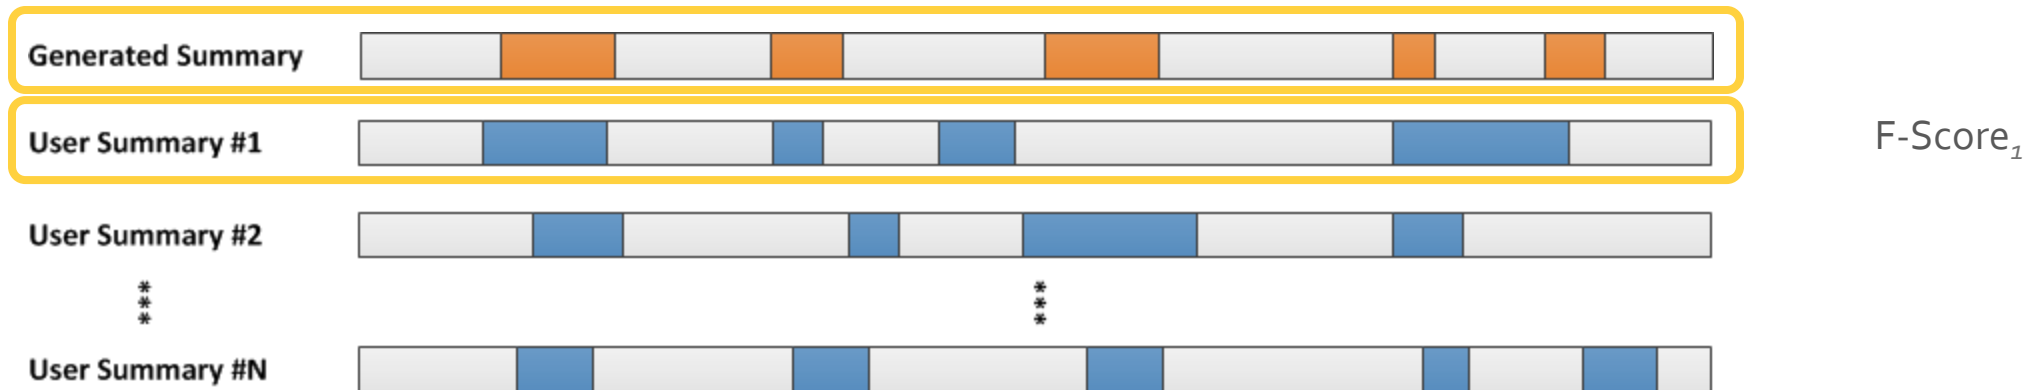 Generated Summary
User Summary #1
F-Score1
User Summary #2
***
***
User Summary #N